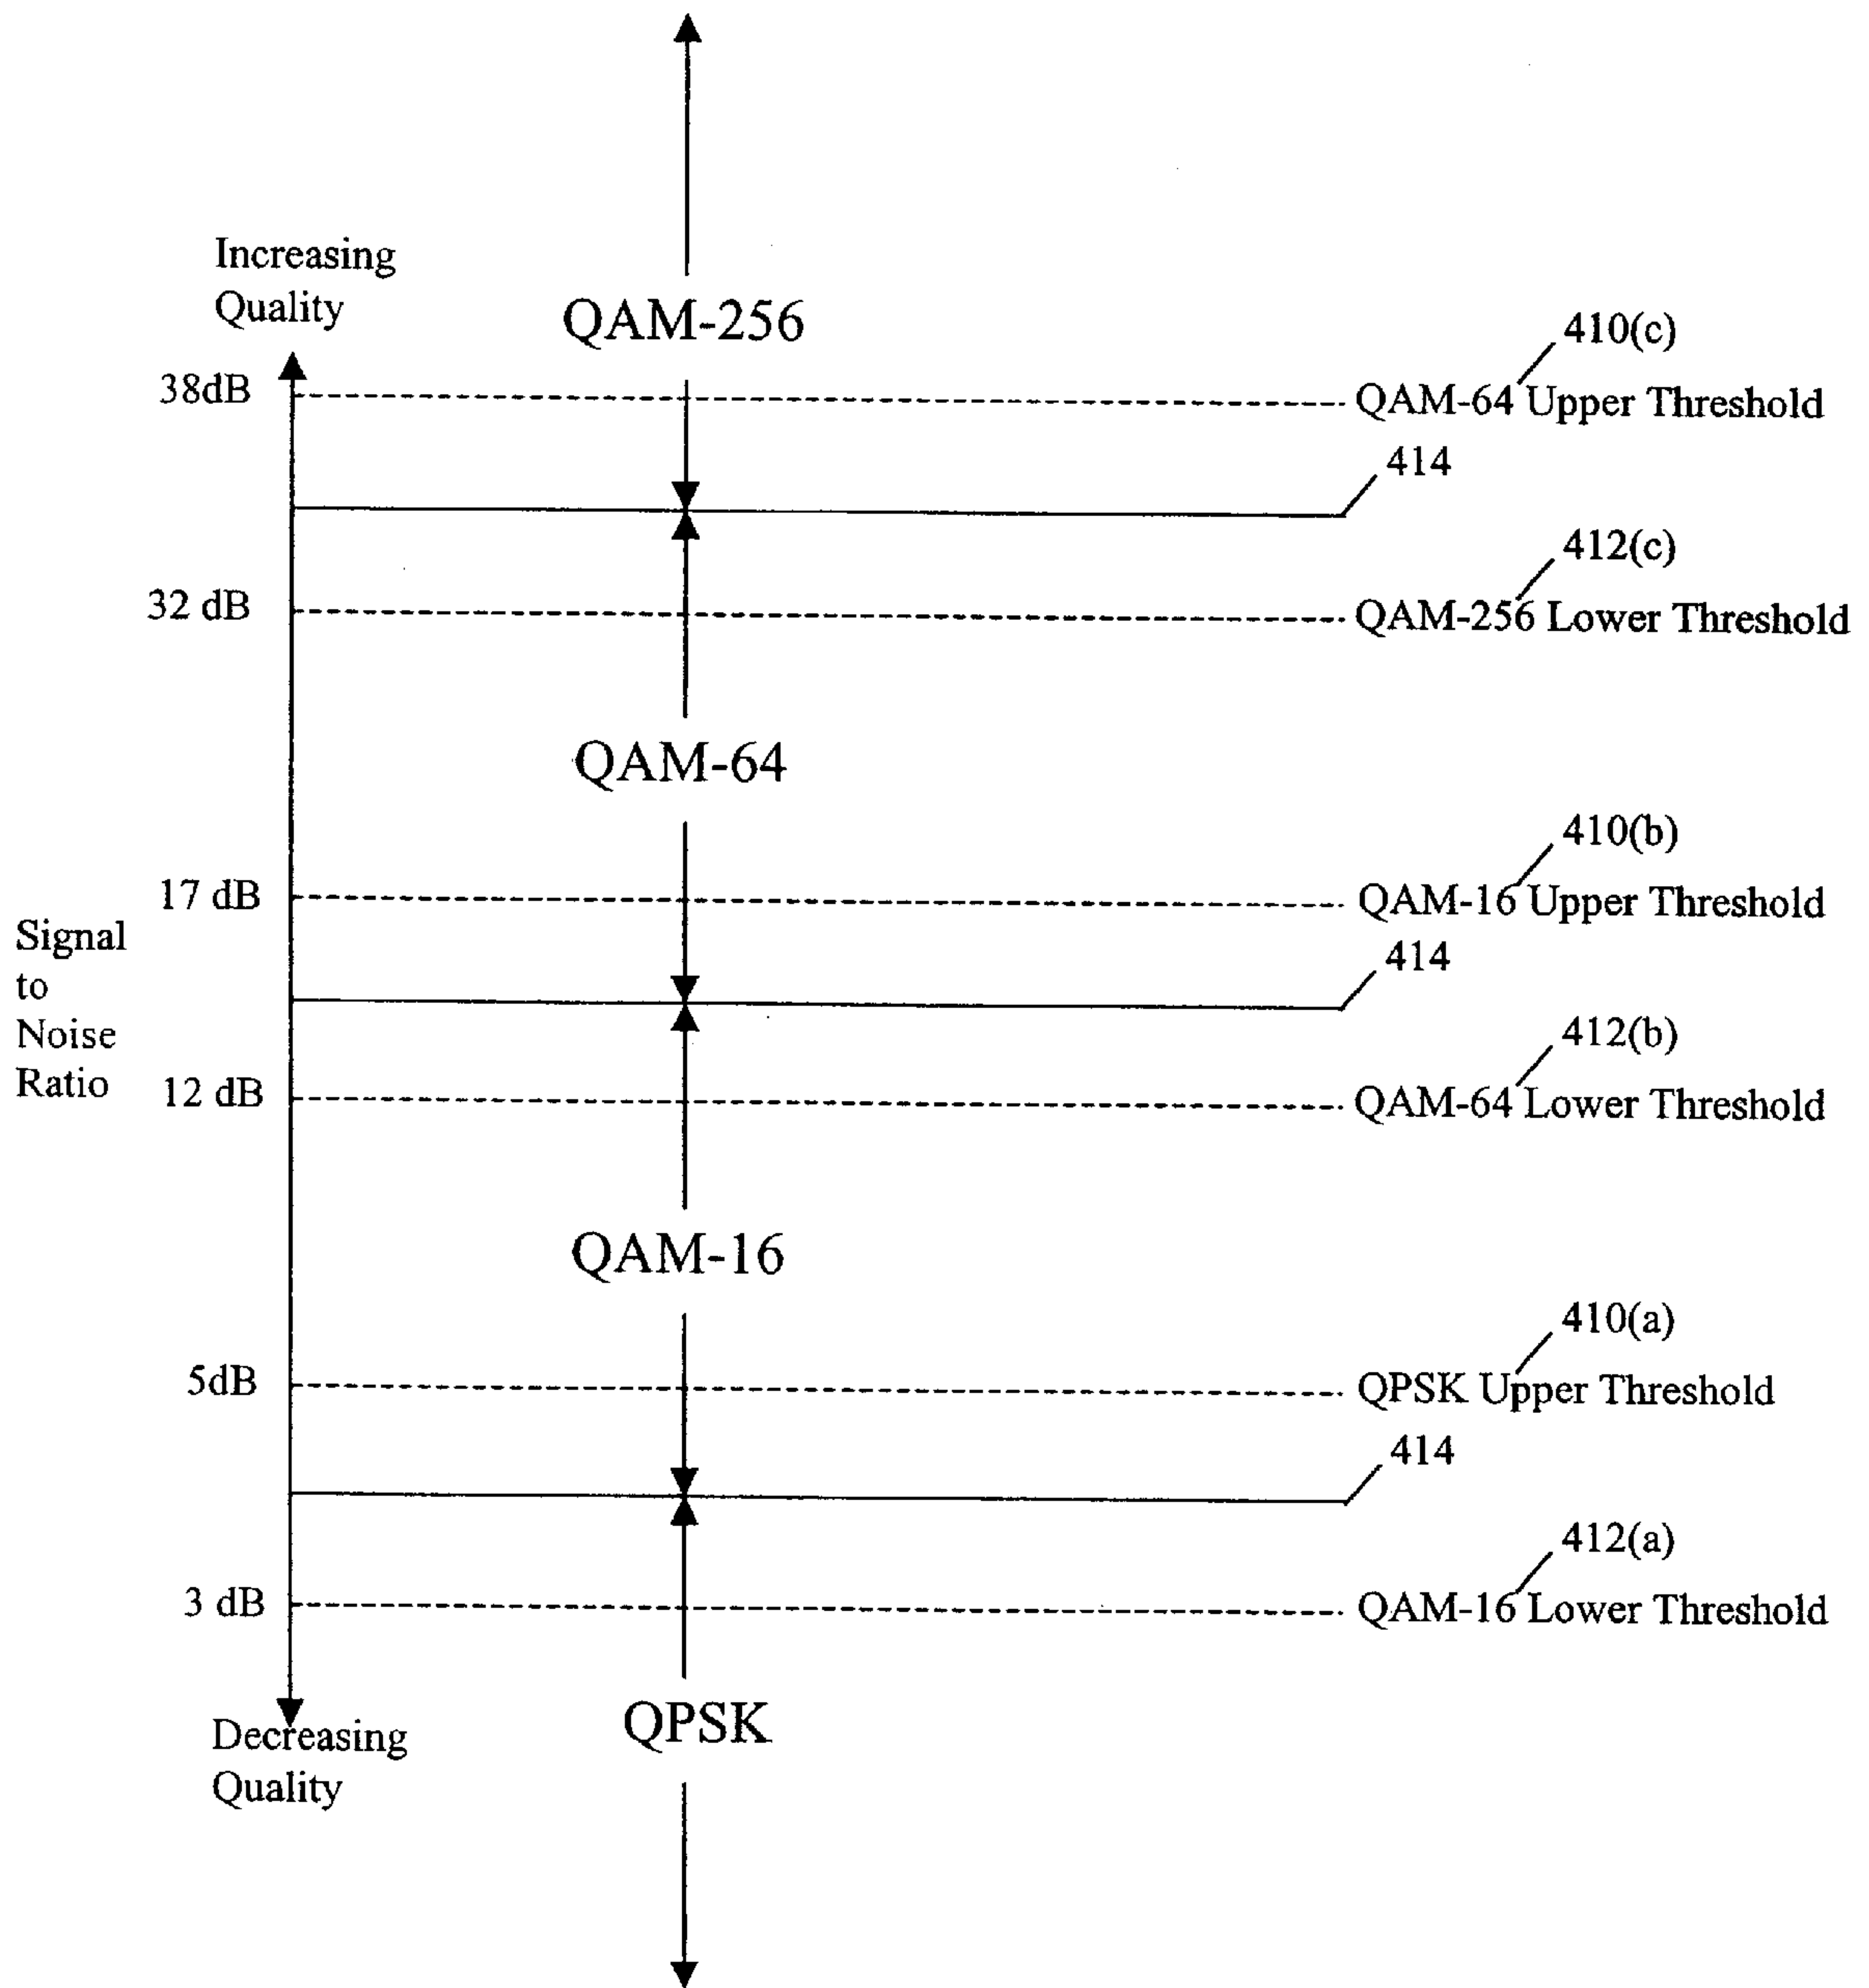 Increasing
Quality
QAM-256
410(c)
38dB
QAM-64 Upper Threshold
414
412(c)
32 dB
QAM-256 Lower Threshold
QAM-64
410(b)
17 dB
QAM-16 Upper Threshold
Signal
to
Noise
Ratio
414
412(b)
12 dB
QAM-64 Lower Threshold
QAM-16
410(a)
5dB
QPSK Upper Threshold
414
412(a)
3 dB
QAM-16 Lower Threshold
QPSK
Decreasing
Quality